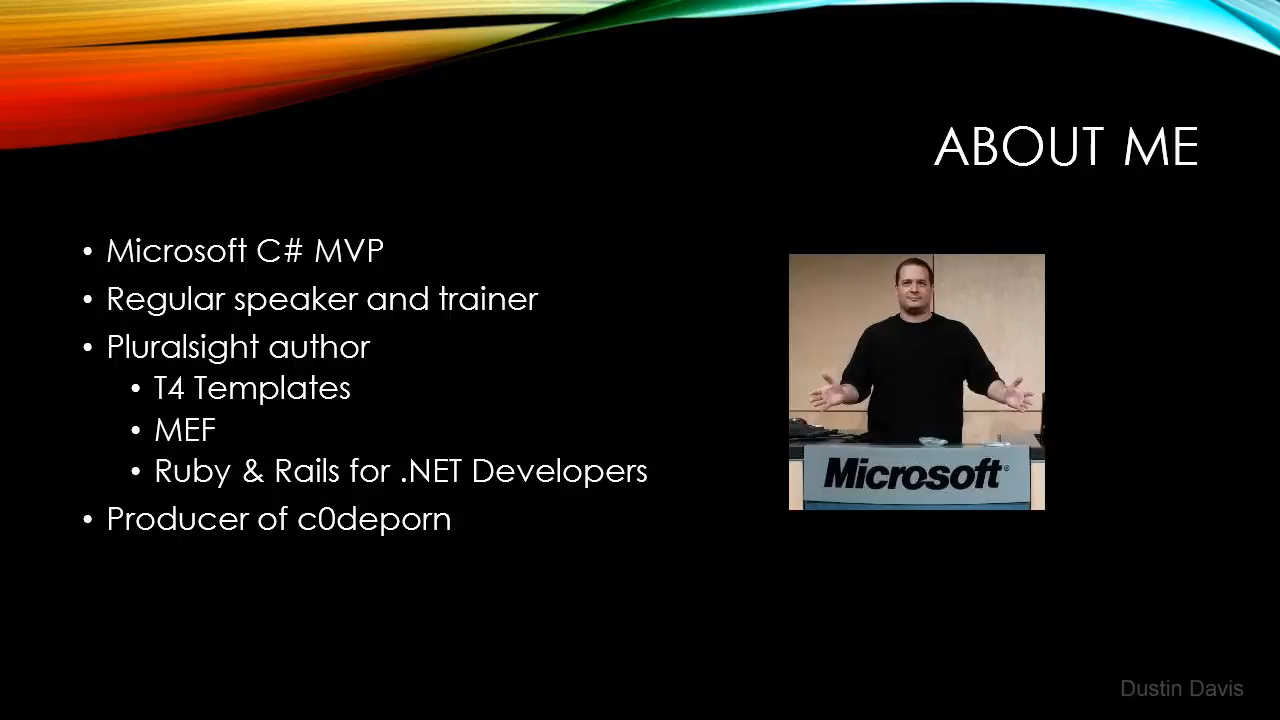 ABOUT ME
• Microsoft C# MVP
• Regular speaker and trainer
• Pluralsight author
• T4 Templates
• MEF
• Ruby & Rails for .NET Developers
• Producer of c0deporn
Microsoft®
Dustin Davis